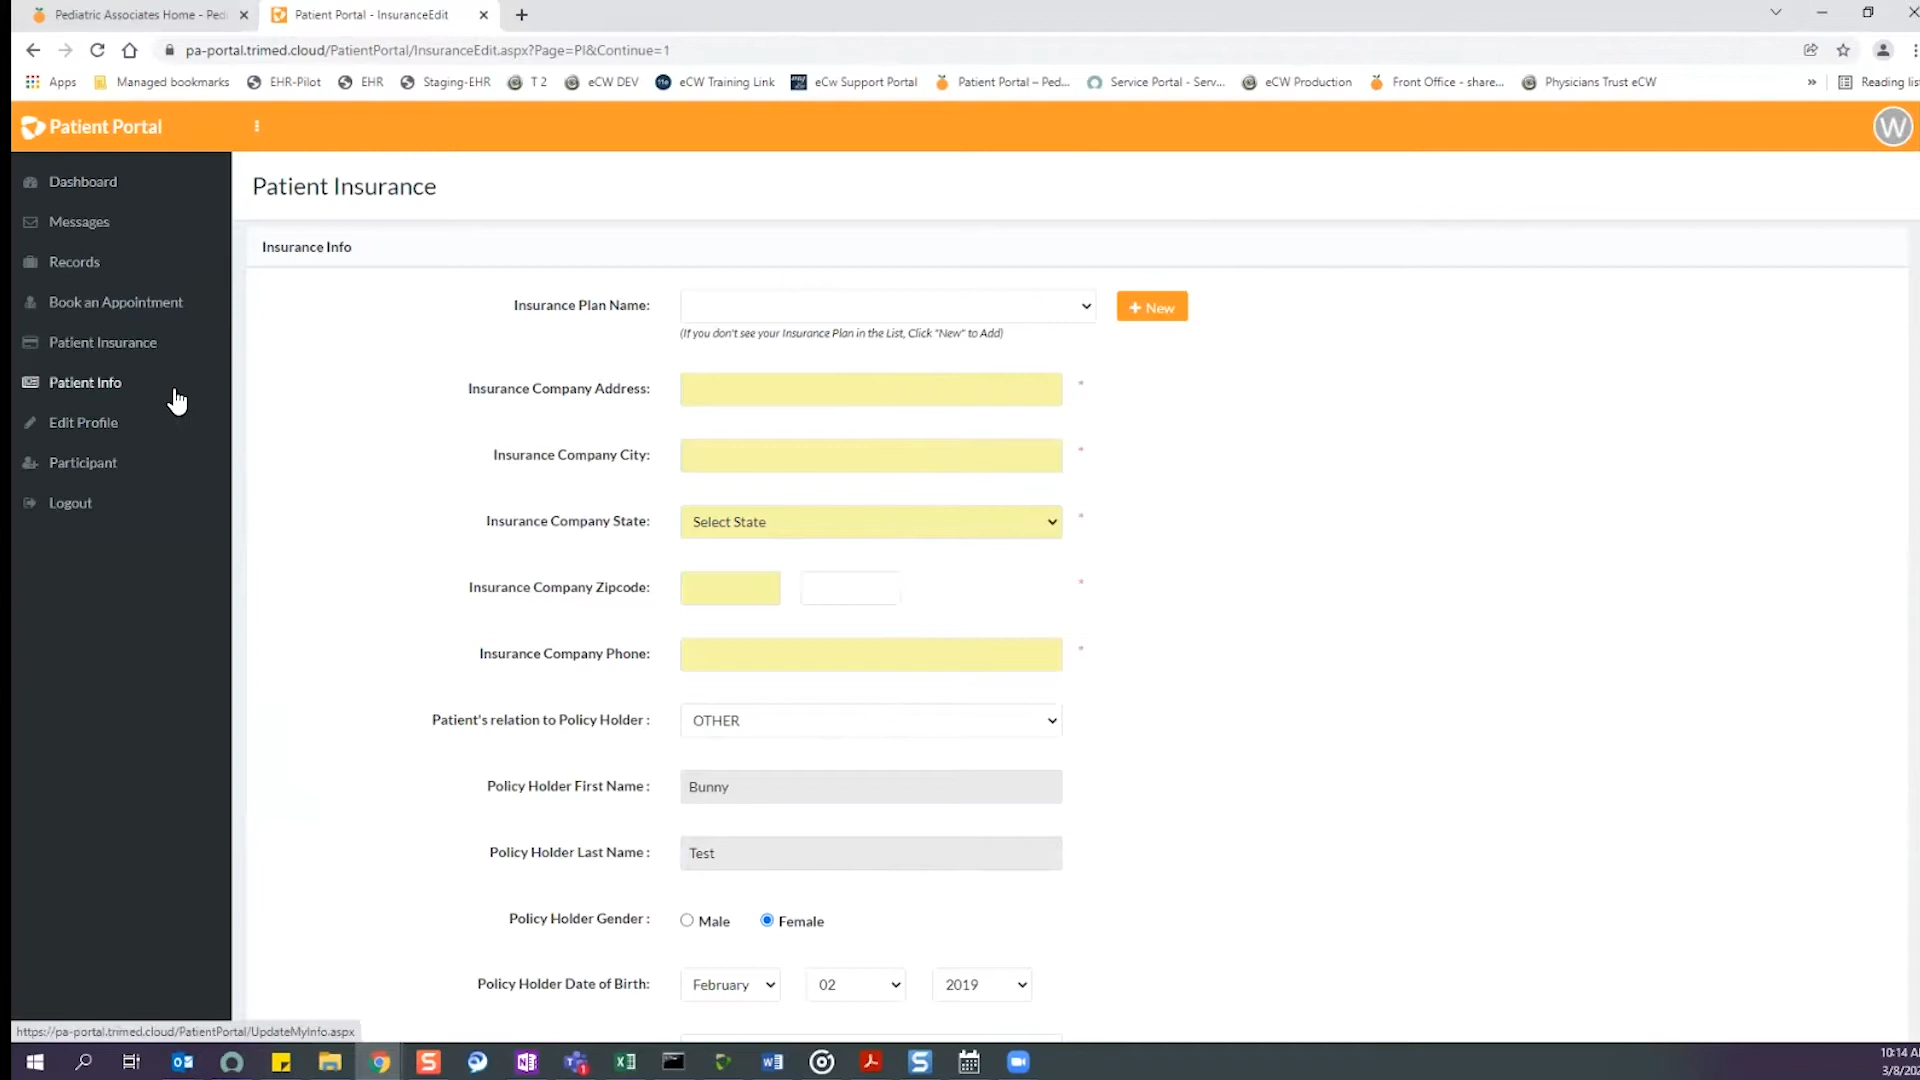 Pediatric Associates Home - Pedi
Patient Portal - InsuranceEdit
pa-portal.trimed.cloud/PatientPortal/InsuranceEdit.aspx?Page=PI&Continue=1
Apps Managed bookmarks EHR-Pilot EHR Staging-EHR T 2 eCW DEV eCW Training Link eCw Support Portal Patient Portal – Ped... Service Portal - Serv... eCW Production Front Office - share... Physicians Trust eCW » Reading list
Patient Portal
W
Dashboard
Messages
Records
Book an Appointment
Patient Insurance
Patient Info
Edit Profile
Participant
Logout
Patient Insurance
Insurance Info
Insurance Plan Name:
+ New
(If you don't see your Insurance Plan in the List, Click "New" to Add)
Insurance Company Address: *
Insurance Company City: *
Insurance Company State: Select State *
Insurance Company Zipcode: *
Insurance Company Phone: *
Patient's relation to Policy Holder : OTHER
Policy Holder First Name : Bunny
Policy Holder Last Name : Test
Policy Holder Gender : Male Female
Policy Holder Date of Birth: February 02 2019
https://pa-portal.trimed.cloud/PatientPortal/UpdateMyInfo.aspx
10:14 A
3/8/202